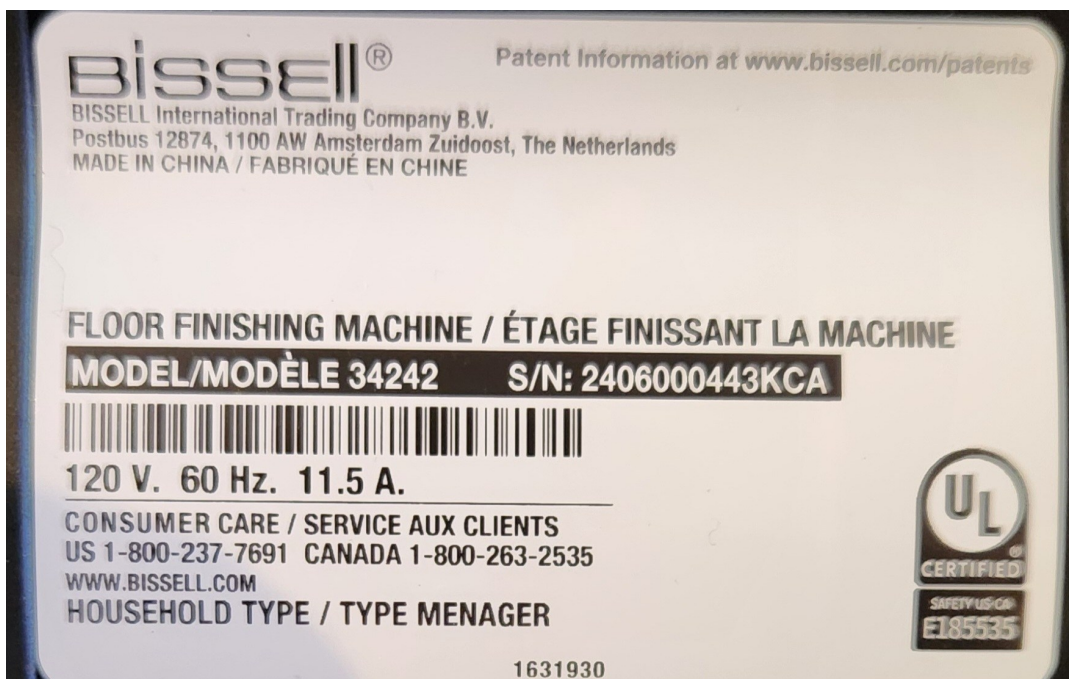 BISSELL®
Patent Information at www.bissell.com/patents
BISSELL International Trading Company B.V.
Postbus 12874, 1100 AW Amsterdam Zuidoost, The Netherlands
MADE IN CHINA / FABRIQUÉ EN CHINE
FLOOR FINISHING MACHINE / ÉTAGE FINISSANT LA MACHINE
MODEL/MODÈLE 34242 S/N: 2406000443KCA
120 V. 60 Hz. 11.5 A.
CONSUMER CARE / SERVICE AUX CLIENTS
US 1-800-237-7691 CANADA 1-800-263-2535
WWW.BISSELL.COM
HOUSEHOLD TYPE / TYPE MENAGER
UL
®
CERTIFIED
SAFETY US-CA
E185535
1631930